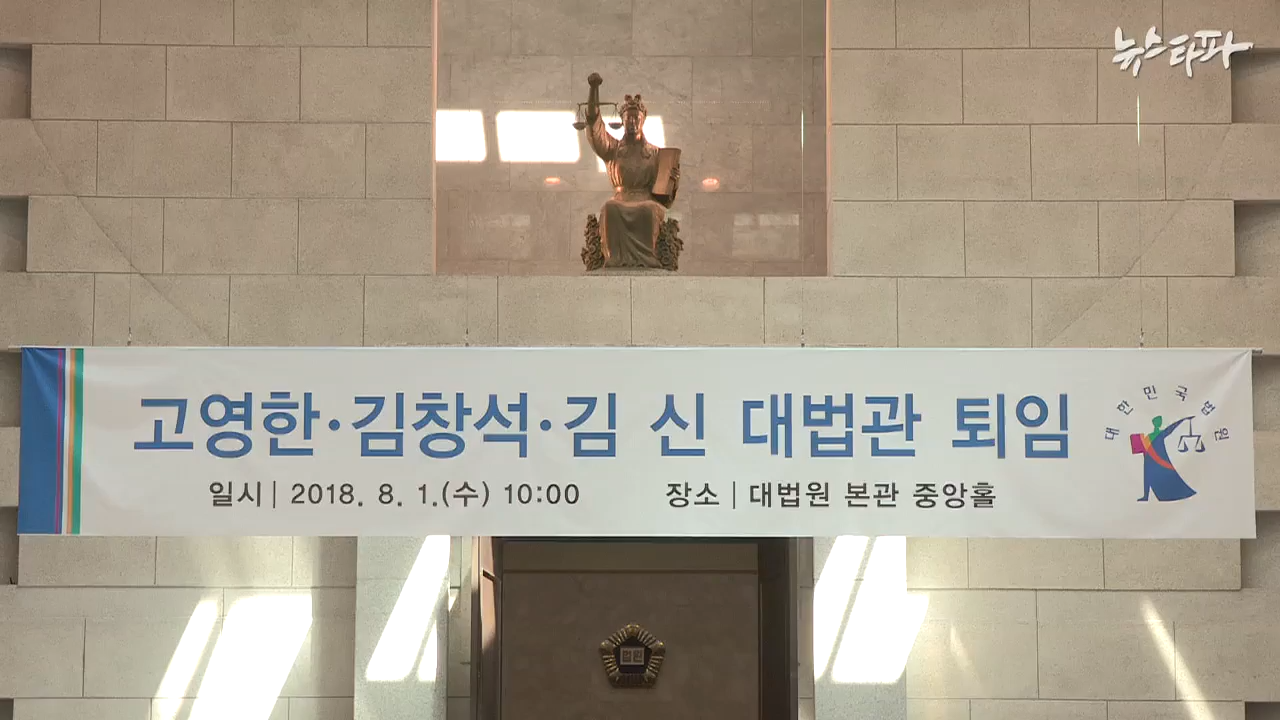 뉴스타파
고영한·김창석·김 신 대법관 퇴임
일시 | 2018. 8. 1.(수) 10:00
장소 | 대법원 본관 중앙홀
대한민국법원
법원